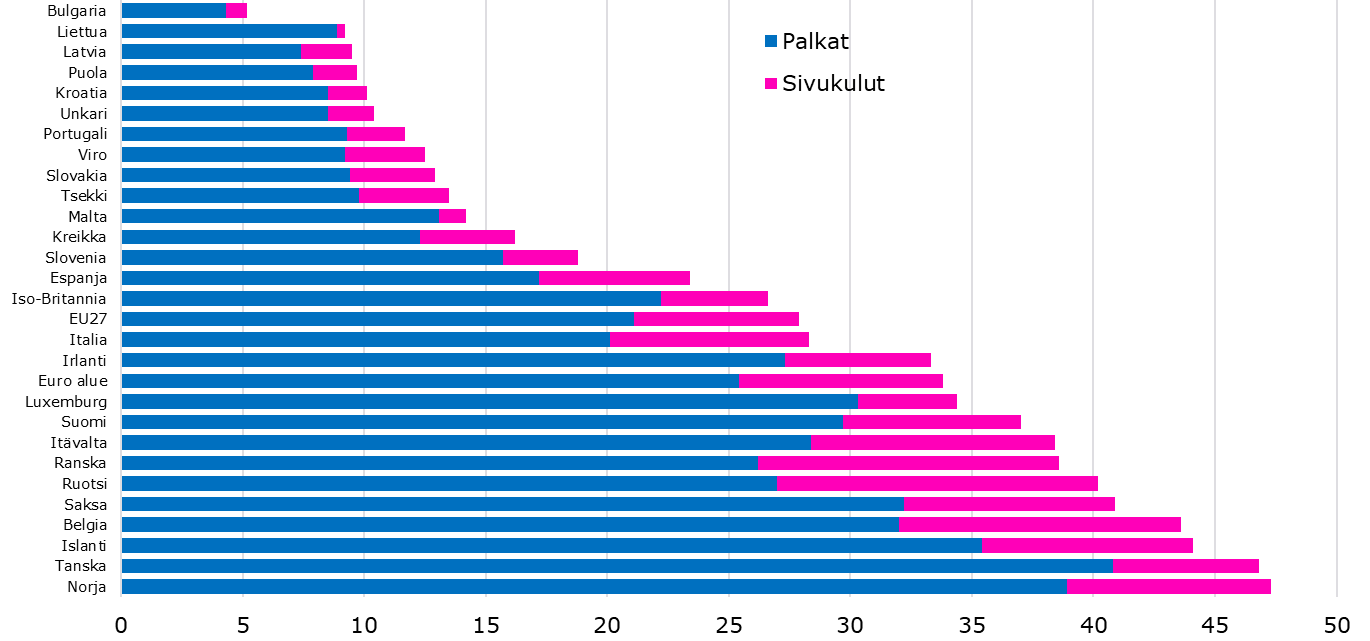 Bulgaria
Liettua
Latvia
Puola
Kroatia
Unkari
Portugali
Viro
Slovakia
Tsekki
Malta
Kreikka
Slovenia
Espanja
Iso-Britannia
EU27
Italia
Irlanti
Euro alue
Luxemburg
Suomi
Itävalta
Ranska
Ruotsi
Saksa
Belgia
Islanti
Tanska
Norja
Palkat
Sivukulut
0 5 10 15 20 25 30 35 40 45 50